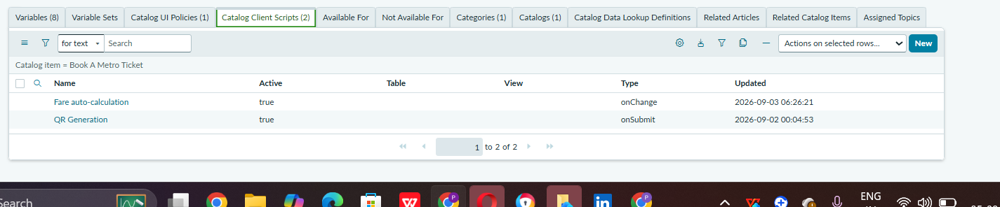 Variables (8) Variable Sets Catalog UI Policies (1) Catalog Client Scripts (2) Available For Not Available For Categories (1) Catalogs (1) Catalog Data Lookup Definitions Related Articles Related Catalog Items Assigned Topics
for text Search Actions on selected rows... New
Catalog item = Book A Metro Ticket
Name Active Table View Type Updated
Fare auto-calculation true onChange 2026-09-03 06:26:21
QR Generation true onSubmit 2026-09-02 00:04:53
1 to 2 of 2
Search P in P ENG